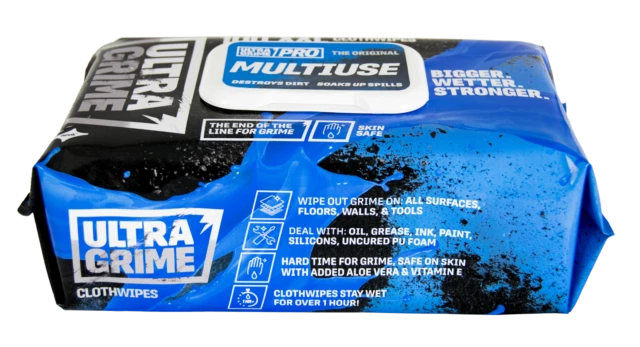 CLOTHWIPES
ULTRA
GRIME
ULTRA
GRIME
PRO
THE ORIGINAL
MULTIUSE
DESTROYS DIRT SOAKS UP SPILLS
BIGGER.
WETTER.
STRONGER.
THE END OF THE
LINE FOR GRIME
SKIN
SAFE
WIPE OUT GRIME ON: ALL SURFACES,
FLOORS, WALLS, & TOOLS
DEAL WITH: OIL, GREASE, INK, PAINT,
SILICONS, UNCURED PU FOAM
HARD TIME FOR GRIME, SAFE ON SKIN
WITH ADDED ALOE VERA & VITAMIN E
CLOTHWIPES STAY WET
FOR OVER 1 HOUR!
ULTRA
GRIME
CLOTHWIPES